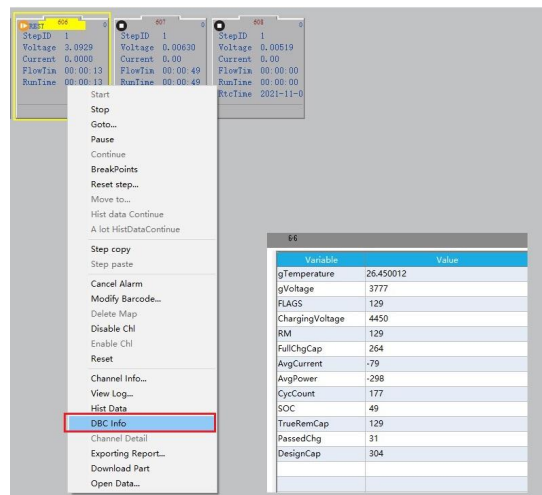 REST 606 0
StepID 1
Voltage 3.0929
Current 0.0000
FlowTim 00:00:13
RunTime 00:00:13
607 0
StepID 1
Voltage 0.00630
Current 0.00
FlowTim 00:00:49
RunTime 00:00:49
608 0
StepID 1
Voltage 0.00519
Current 0.00
FlowTim 00:00:00
RunTime 00:00:00
RtcTime 2021-11-0
Start
Stop
Goto...
Pause
Continue
BreakPoints
Reset step...
Move to...
Hist data Continue
A lot HistDataContinue
Step copy
Step paste
Cancel Alarm
Modify Barcode...
Delete Map
Disable Chl
Enable Chl
Reset
Channel Info...
View Log...
Hist Data
DBC Info
Channel Detail
Exporting Report...
Download Part
Open Data...
6-6
Variable Value
gTemperature 26.450012
gVoltage 3777
FLAGS 129
ChargingVoltage 4450
RM 129
FullChgCap 264
AvgCurrent -79
AvgPower -298
CycCount 177
SOC 49
TrueRemCap 129
PassedChg 31
DesignCap 304